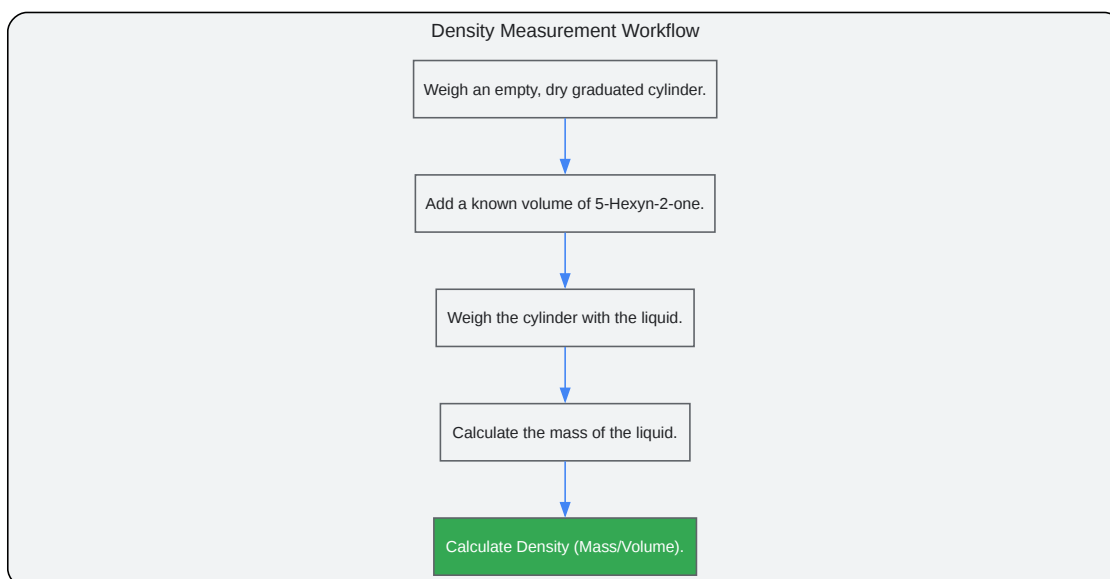 Density Measurement Workflow
Weigh an empty, dry graduated cylinder.
Add a known volume of 5-Hexyn-2-one.
Weigh the cylinder with the liquid.
Calculate the mass of the liquid.
Calculate Density (Mass/Volume).